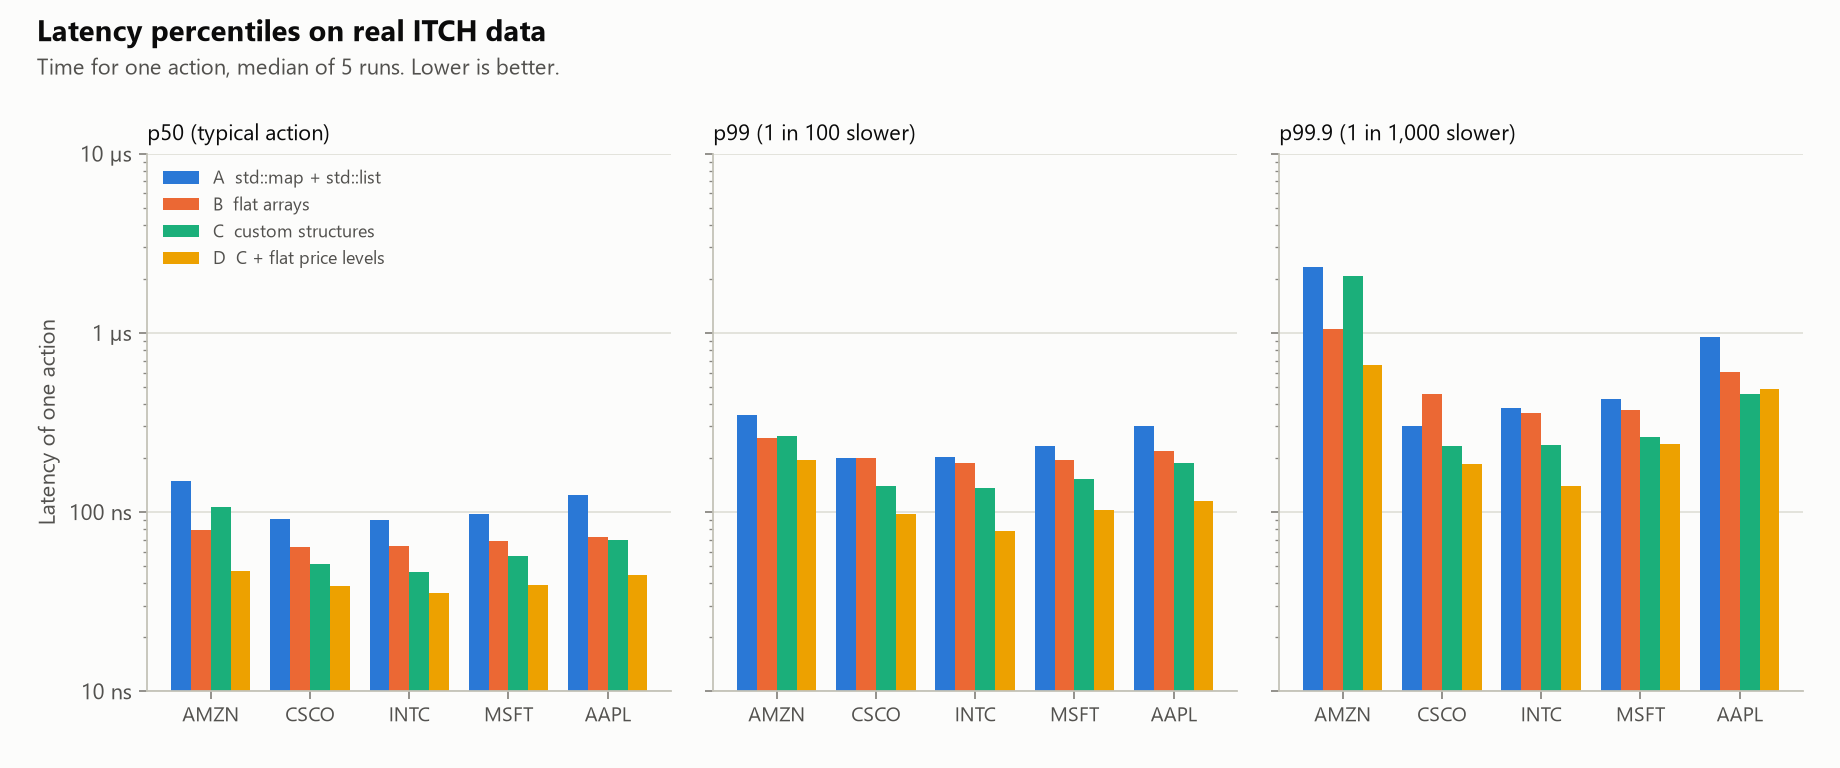 Latency percentiles on real ITCH data
Time for one action, median of 5 runs. Lower is better.
p50 (typical action)
p99 (1 in 100 slower)
p99.9 (1 in 1,000 slower)
Latency of one action
10 µs
1 µs
100 ns
10 ns
A std::map + std::list
B flat arrays
C custom structures
D C + flat price levels
AMZN CSCO INTC MSFT AAPL
AMZN CSCO INTC MSFT AAPL
AMZN CSCO INTC MSFT AAPL